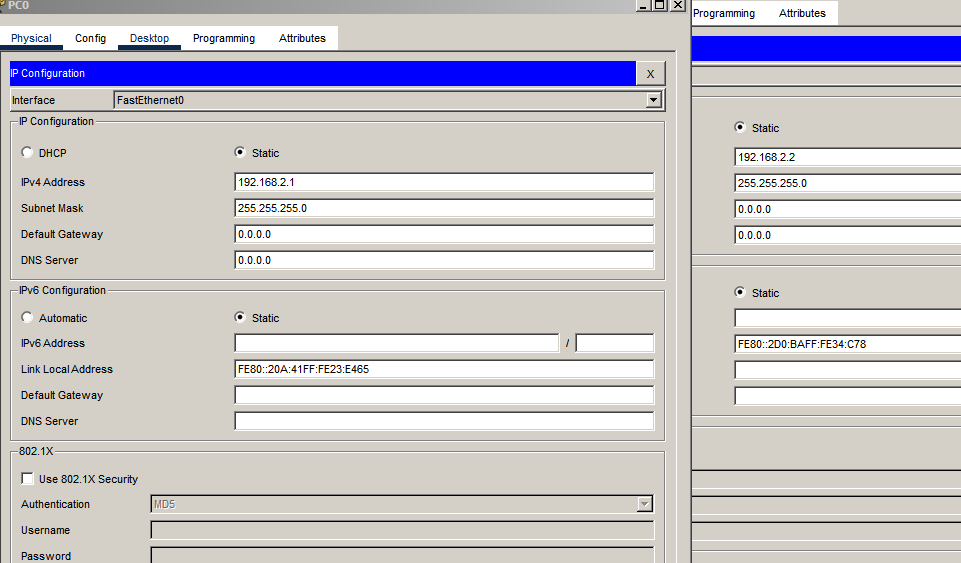 PC0
Physical Config Desktop Programming Attributes
IP Configuration X
Interface FastEthernet0
IP Configuration
DHCP Static
IPv4 Address 192.168.2.1
Subnet Mask 255.255.255.0
Default Gateway 0.0.0.0
DNS Server 0.0.0.0
IPv6 Configuration
Automatic Static
IPv6 Address /
Link Local Address FE80::20A:41FF:FE23:E465
Default Gateway
DNS Server
802.1X
Use 802.1X Security
Authentication MD5
Username
Password
Programming Attributes
Static
192.168.2.2
255.255.255.0
0.0.0.0
0.0.0.0
Static
FE80::2D0:BAFF:FE34:C78